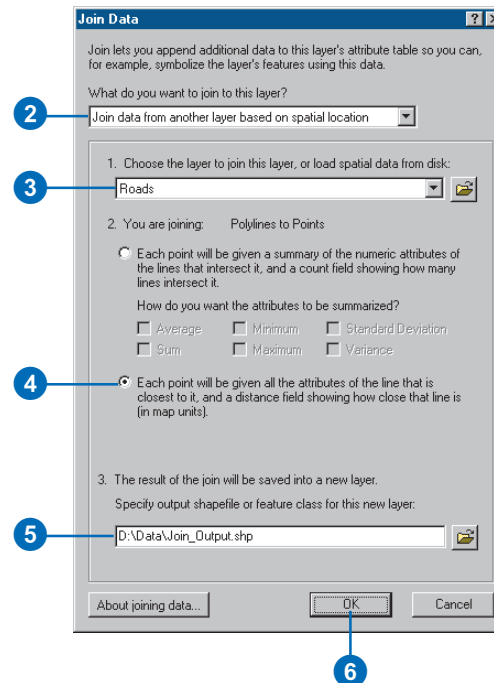 Join Data
Join lets you append additional data to this layer's attribute table so you can,
for example, symbolize the layer's features using this data.
What do you want to join to this layer?
2
Join data from another layer based on spatial location
1. Choose the layer to join this layer, or load spatial data from disk:
3
Roads
2. You are joining: Polylines to Points
Each point will be given a summary of the numeric attributes of
the lines that intersect it, and a count field showing how many
lines intersect it.
How do you want the attributes to be summarized?
Average Minimum Standard Deviation
Sum Maximum Variance
4
Each point will be given all the attributes of the line that is
closest to it, and a distance field showing how close that line is
(in map units).
3. The result of the join will be saved into a new layer.
Specify output shapefile or feature class for this new layer:
5
D:\Data\Join_Output.shp
About joining data... OK Cancel
6